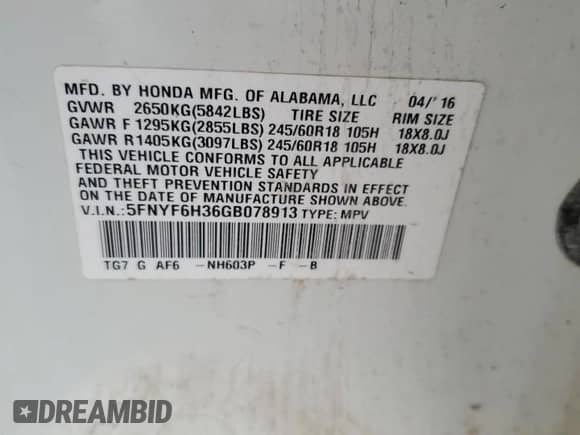 MFD. BY HONDA MFG. OF ALABAMA, LLC 04/'16
GVWR 2650KG(5842LBS) TIRE SIZE RIM SIZE
GAWR F 1295KG(2855LBS) 245/60R18 105H 18X8.0J
GAWR R 1405KG(3097LBS) 245/60R18 105H 18X8.0J
THIS VEHICLE CONFORMS TO ALL APPLICABLE
FEDERAL MOTOR VEHICLE SAFETY
AND THEFT PREVENTION STANDARDS IN EFFECT
ON THE DATE OF MANUFACTURE SHOWN ABOVE.
V.I.N.:5FNYF6H36GB078913 TYPE: MPV
TG7 G AF6 -NH603P -F -B
DREAMBID